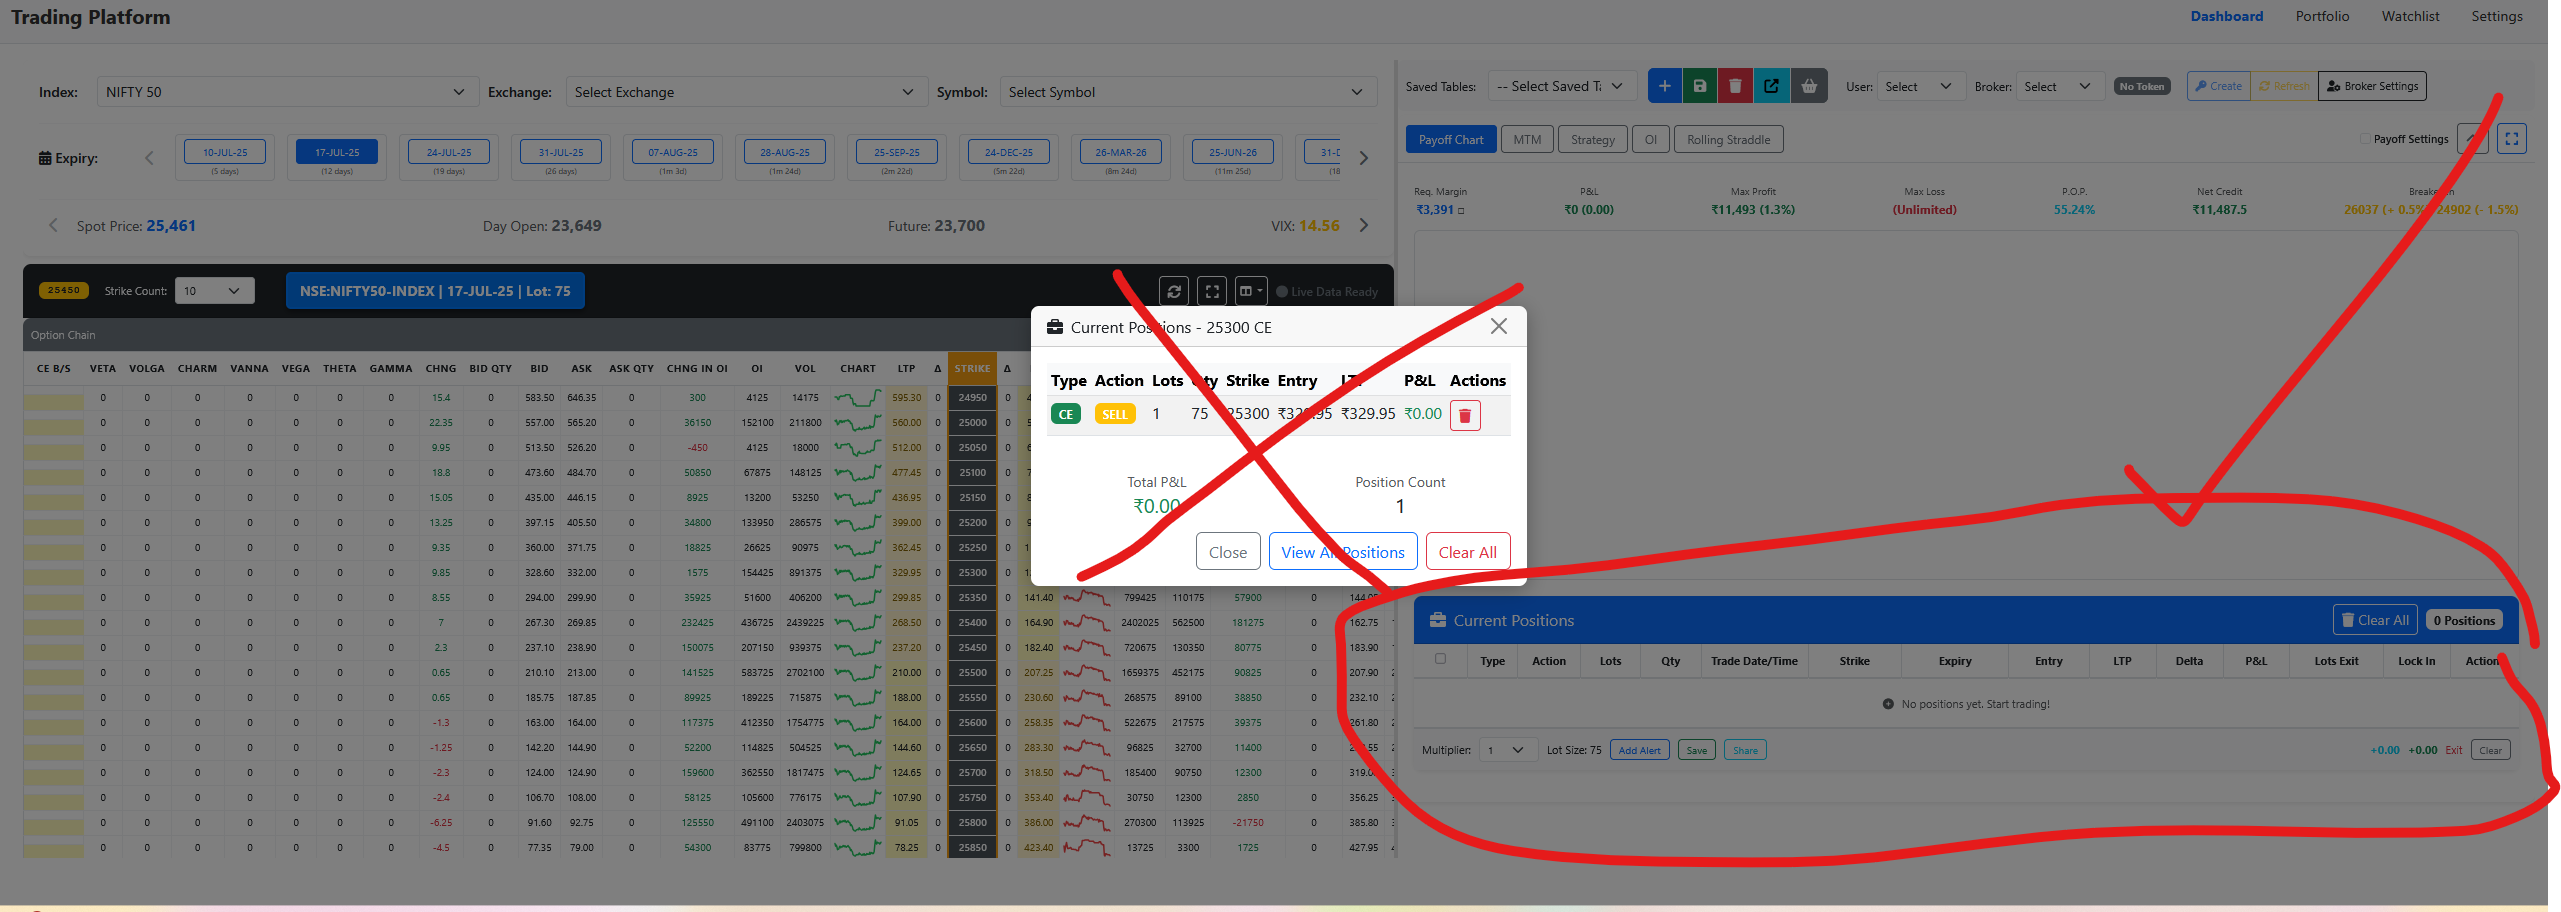 Trading Platform
Dashboard Portfolio Watchlist Settings
Index: NIFTY 50 Exchange: Select Exchange Symbol: Select Symbol
Expiry: 10-JUL-25 17-JUL-25 24-JUL-25 31-JUL-25 07-AUG-25 28-AUG-25 25-SEP-25 24-DEC-25 26-MAR-26 25-JUN-26
(5 days) (12 days) (19 days) (26 days) (1m 3d) (1m 24d) (2m 22d) (5m 22d) (8m 24d) (11m 25d)
Spot Price: 25,461 Day Open: 23,649 Future: 23,700 VIX: 14.56
25450 Strike Count: 10 NSE:NIFTY50-INDEX | 17-JUL-25 | Lot: 75 Live Data Ready
Option Chain
CE B/S VETA VOLGA CHARM VANNA VEGA THETA GAMMA CHNG BID QTY BID ASK ASK QTY CHNG IN OI OI VOL CHART LTP Δ STRIKE Δ
0 0 0 0 0 0 0 15.4 0 583.50 646.35 0 300 4125 14175 595.30 0 24950 0
0 0 0 0 0 0 0 22.35 0 557.00 565.20 0 36150 152100 211800 560.00 0 25000 0
0 0 0 0 0 0 0 9.95 0 513.50 526.20 0 -450 4125 18000 512.00 0 25050 0
0 0 0 0 0 0 0 18.8 0 473.60 484.70 0 50850 67875 148125 477.45 0 25100 0
0 0 0 0 0 0 0 15.05 0 435.00 446.15 0 8925 13200 53250 436.95 0 25150 0
0 0 0 0 0 0 0 13.25 0 397.15 405.50 0 34800 133950 286575 399.00 0 25200 0
0 0 0 0 0 0 0 9.35 0 360.00 371.75 0 18825 26625 90975 362.45 0 25250 0
0 0 0 0 0 0 0 9.85 0 328.60 332.00 0 1575 154425 891375 329.95 0 25300 0
0 0 0 0 0 0 0 8.55 0 294.00 299.90 0 35925 51600 406200 299.85 0 25350 0 141.40 799425 110175 57900 0
0 0 0 0 0 0 0 7 0 267.30 269.85 0 232425 436725 2439225 268.50 0 25400 0 164.90 2402025 562500 181275 0 162.75
0 0 0 0 0 0 0 2.3 0 237.10 238.90 0 150075 207150 939375 237.20 0 25450 0 182.40 720675 130350 80775 0 183.90
0 0 0 0 0 0 0 0.65 0 210.10 213.00 0 141525 583725 2702100 210.00 0 25500 0 207.25 1659375 452175 90825 0 207.90
0 0 0 0 0 0 0 0.65 0 185.75 187.85 0 89925 189225 715875 188.00 0 25550 0 230.60 268575 89100 38850 0 232.10
0 0 0 0 0 0 0 -1.3 0 163.00 164.00 0 117375 412350 1754775 164.00 0 25600 0 258.35 522675 217575 39375 0 261.80
0 0 0 0 0 0 0 -1.25 0 142.20 144.90 0 52200 114825 504525 144.60 0 25650 0 283.30 96825 32700 11400 0
0 0 0 0 0 0 0 -2.3 0 124.00 124.90 0 159600 362550 1817475 124.65 0 25700 0 318.50 185400 90750 12300 0
0 0 0 0 0 0 0 -2.4 0 106.70 108.00 0 58125 105600 776175 107.90 0 25750 0 353.40 30750 12300 2850 0 356.25
0 0 0 0 0 0 0 -6.25 0 91.60 92.75 0 125550 491100 2403075 91.05 0 25800 0 386.00 270300 113925 -21750 0 385.80
0 0 0 0 0 0 0 -4.5 0 77.35 79.00 0 54300 83775 799800 78.25 0 25850 0 423.40 13725 3300 1725 0 427.95
Current Positions - 25300 CE
Type Action Lots Qty Strike Entry LTP P&L Actions
CE SELL 1 75 25300 ₹329.95 ₹329.95 ₹0.00
Total P&L Position Count
₹0.00 1
Close View All Positions Clear All
Saved Tables: -- Select Saved Ta User: Select Broker: Select No Token Create Refresh Broker Settings
Payoff Chart MTM Strategy OI Rolling Straddle Payoff Settings
Req. Margin P&L Max Profit Max Loss P.O.P. Net Credit
₹3,391 ₹0 (0.00) ₹11,493 (1.3%) (Unlimited) 55.24% ₹11,487.5 26037 (+ 0.5% 24902 (- 1.5%)
Current Positions Clear All 0 Positions
Type Action Lots Qty Trade Date/Time Strike Expiry Entry LTP Delta P&L Lots Exit Lock In Action
No positions yet. Start trading!
Multiplier: 1 Lot Size: 75 Add Alert Save Share +0.00 +0.00 Exit Clear